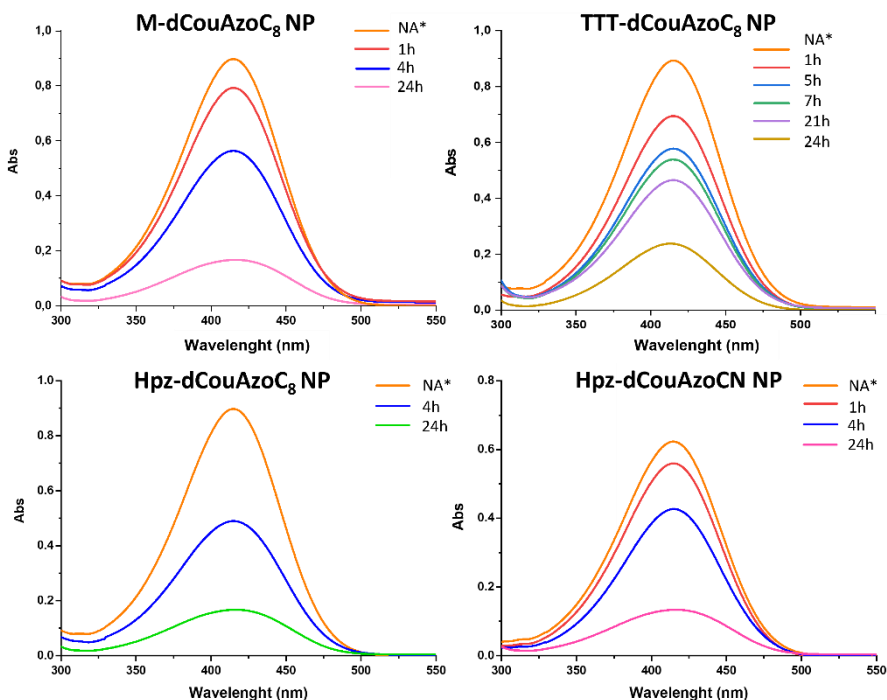 M-dCouAzoC₈ NP
NA*
1h
4h
24h
1,0
0,8
0,6
0,4
0,2
0,0
Abs
300
350
400
450
500
550
Wavelenght (nm)
TTT-dCouAzoC₈ NP
NA*
1h
5h
7h
21h
24h
1,0
0,8
0,6
0,4
0,2
0,0
Abs
300
350
400
450
500
550
Wavelenght (nm)
Hpz-dCouAzoC₈ NP
NA*
4h
24h
1.0
0.8
0.6
0.4
0.2
0.0
Abs
300
350
400
450
500
550
Wavelenght (nm)
Hpz-dCouAzoCN NP
NA*
1h
4h
24h
0.8
0.6
0.4
0.2
0.0
Abs
300
350
400
450
500
550
Wavelenght (nm)